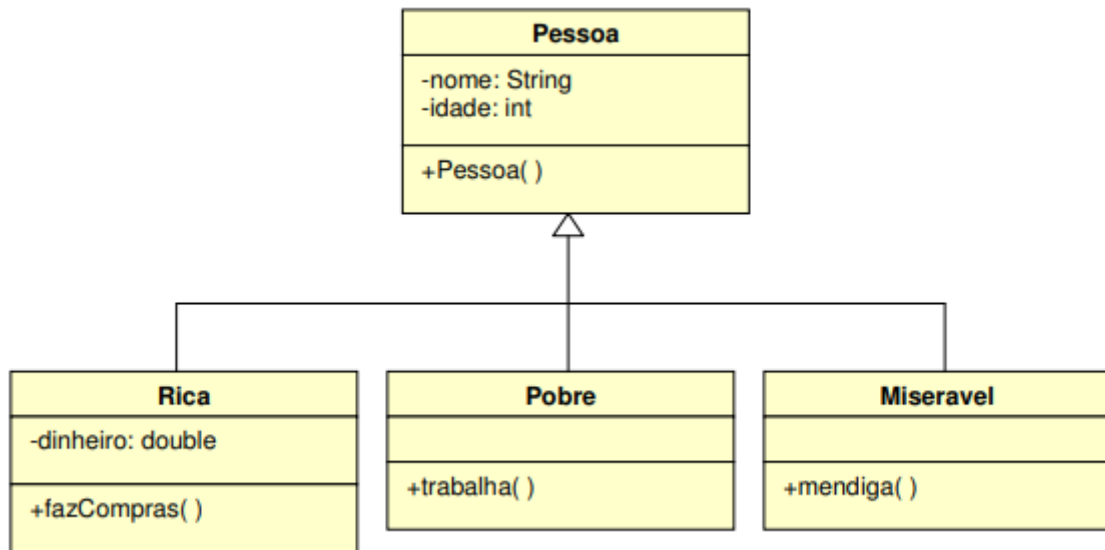 Pessoa
-nome: String
-idade: int
+Pessoa( )
Rica
-dinheiro: double
+fazCompras( )
Pobre
+trabalha( )
Miseravel
+mendiga( )